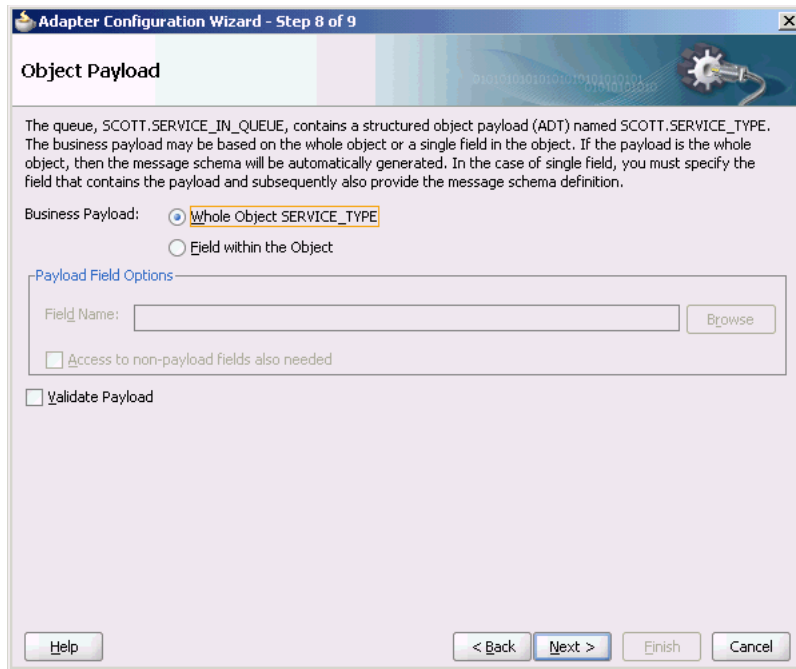 Adapter Configuration Wizard - Step 8 of 9
Object Payload
The queue, SCOTT.SERVICE_IN_QUEUE, contains a structured object payload (ADT) named SCOTT.SERVICE_TYPE.
The business payload may be based on the whole object or a single field in the object. If the payload is the whole
object, then the message schema will be automatically generated. In the case of single field, you must specify the
field that contains the payload and subsequently also provide the message schema definition.
Business Payload: Whole Object SERVICE_TYPE
Field within the Object
Payload Field Options
Field Name: Browse
Access to non-payload fields also needed
Validate Payload
Help < Back Next > Finish Cancel